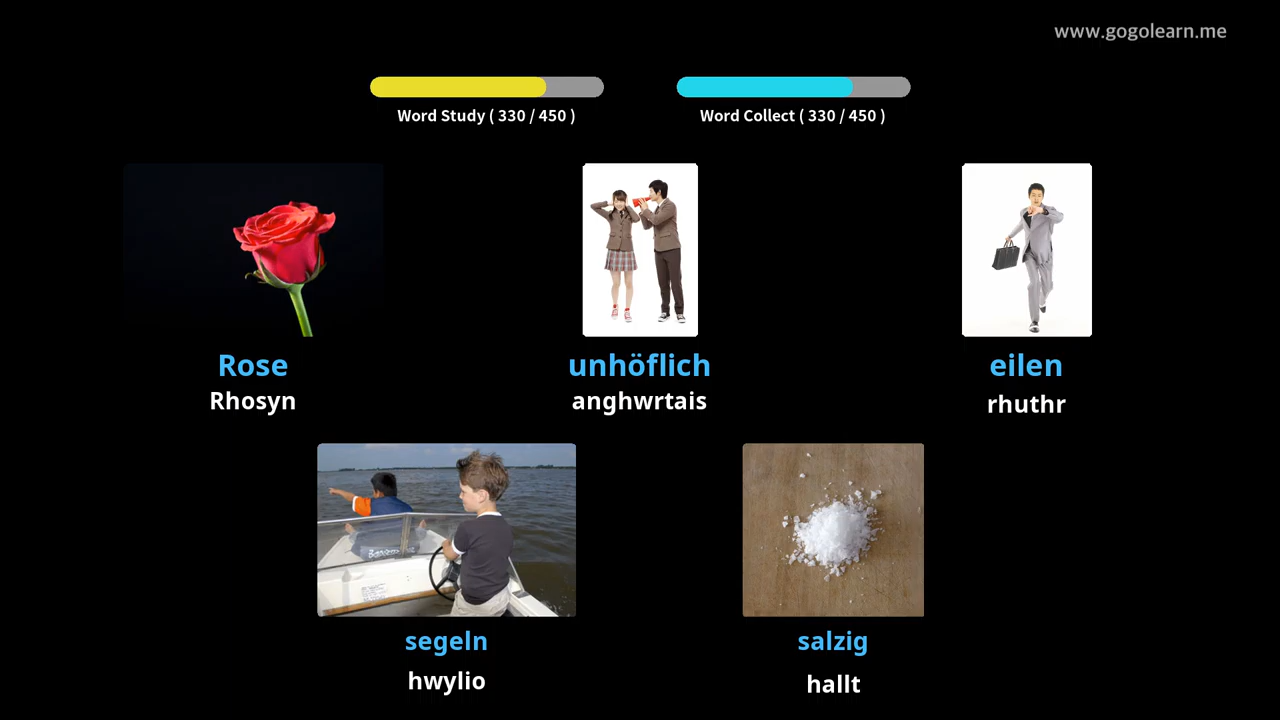 www.gogolearn.me
Word Study ( 330 / 450 )
Word Collect ( 330 / 450 )
Rose
Rhosyn
unhöflich
anghwrtais
eilen
rhuthr
segeln
hwylio
salzig
hallt